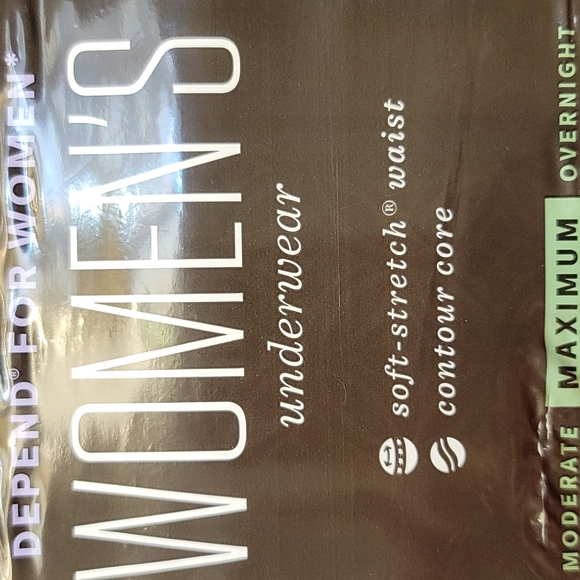 DEPEND® FOR WOMEN*
WOMEN'S
underwear
soft-stretch® waist
contour core
MODERATE MAXIMUM OVERNIGHT